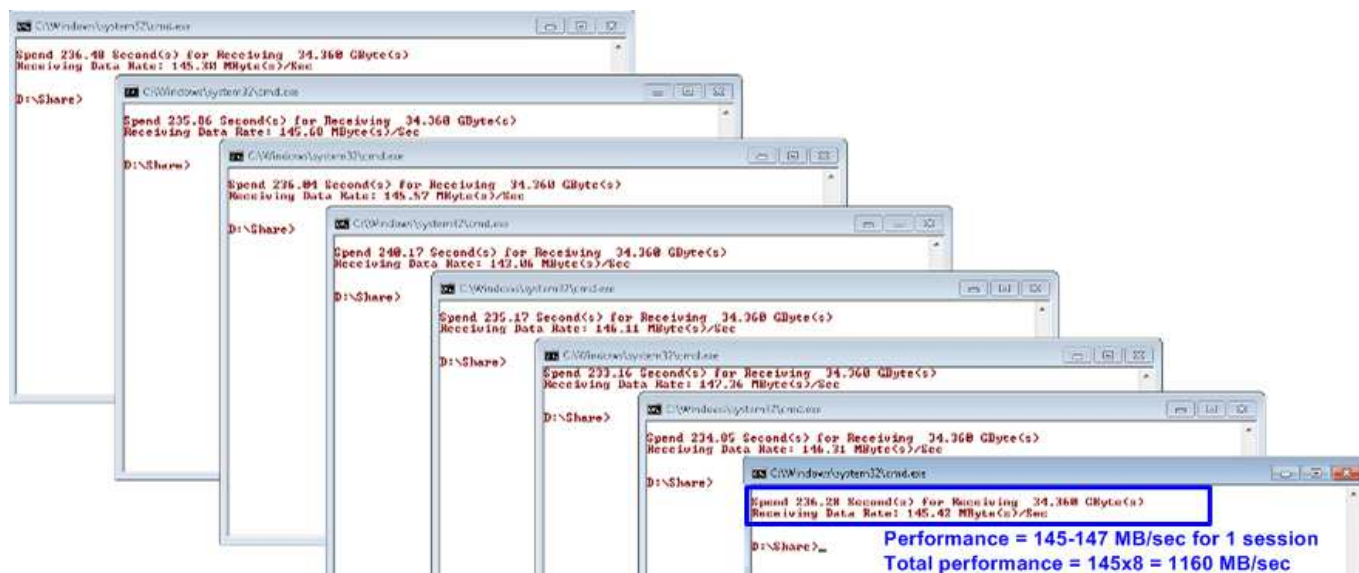 C:\Windows\system32\cmd.exe
Spend 236.48 Second(s) for Receiving 34.360 GByte(s)
Receiving Data Rate: 145.30 MByte(s)/Sec
D:\Share>
C:\Windows\system32\cmd.exe
Spend 235.86 Second(s) for Receiving 34.360 GByte(s)
Receiving Data Rate: 145.68 MByte(s)/Sec
D:\Share>
C:\Windows\system32\cmd.exe
Spend 236.04 Second(s) for Receiving 34.360 GByte(s)
Receiving Data Rate: 145.57 MByte(s)/Sec
D:\Share>
C:\Windows\system32\cmd.exe
Spend 240.17 Second(s) for Receiving 34.360 GByte(s)
Receiving Data Rate: 143.06 MByte(s)/Sec
D:\Share>
C:\Windows\system32\cmd.exe
Spend 235.17 Second(s) for Receiving 34.360 GByte(s)
Receiving Data Rate: 146.11 MByte(s)/Sec
D:\Share>
C:\Windows\system32\cmd.exe
Spend 233.16 Second(s) for Receiving 34.360 GByte(s)
Receiving Data Rate: 147.36 MByte(s)/Sec
D:\Share>
C:\Windows\system32\cmd.exe
Spend 234.05 Second(s) for Receiving 34.360 GByte(s)
Receiving Data Rate: 146.81 MByte(s)/Sec
D:\Share>
C:\Windows\system32\cmd.exe
Spend 236.28 Second(s) for Receiving 34.360 GByte(s)
Receiving Data Rate: 145.42 MByte(s)/Sec
D:\Share>_
Performance = 145-147 MB/sec for 1 session
Total performance = 145x8 = 1160 MB/sec